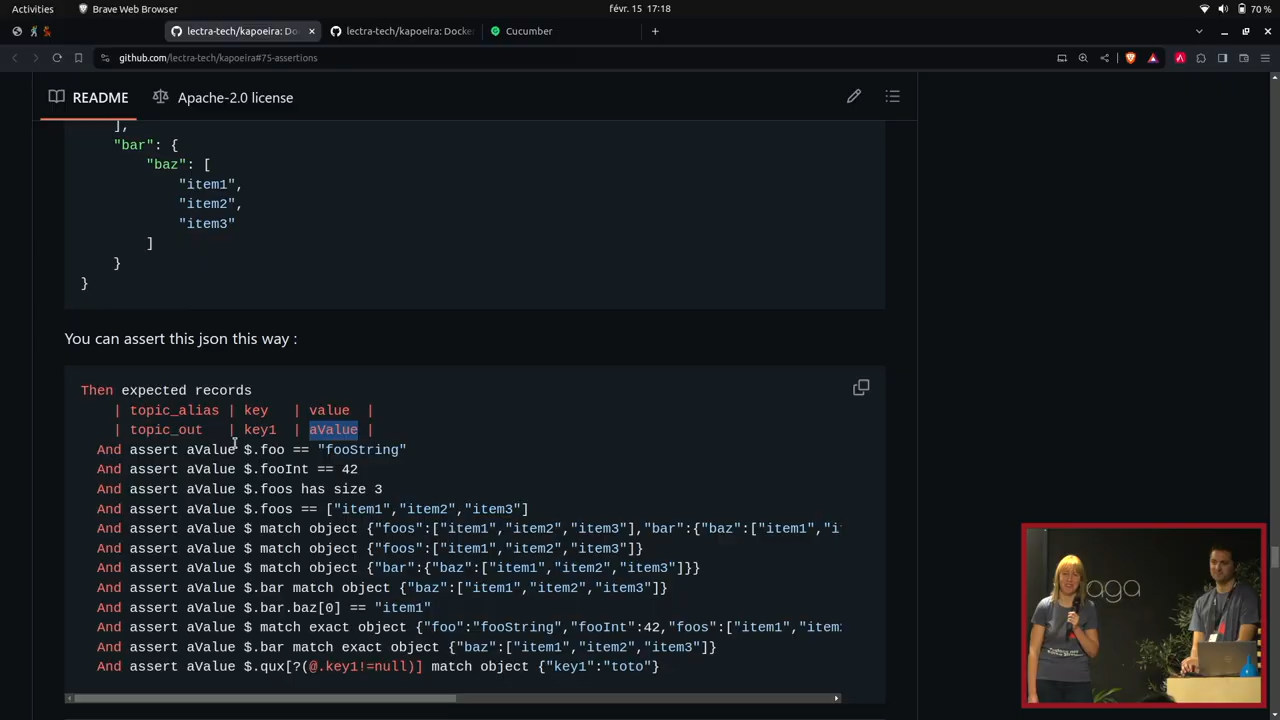 Activities
Brave Web Browser
févr. 15 17:18
70 %
lectra-tech/kapoeira: Do
lectra-tech/kapoeira: Docke
Cucumber
github.com/lectra-tech/kapoeira#75-assertions
README
Apache-2.0 license
],
"bar": {
"baz": [
"item1",
"item2",
"item3"
]
}
}
You can assert this json this way :
Then expected records
| topic_alias | key | value |
| topic_out | key1 | aValue |
And assert aValue $.foo == "fooString"
And assert aValue $.fooInt == 42
And assert aValue $.foos has size 3
And assert aValue $.foos == ["item1","item2","item3"]
And assert aValue $ match object {"foos":["item1","item2","item3"],"bar":{"baz":["item1","i
And assert aValue $ match object {"foos":["item1","item2","item3"]}
And assert aValue $ match object {"bar":{"baz":["item1","item2","item3"]}}
And assert aValue $.bar match object {"baz":["item1","item2","item3"]}
And assert aValue $.bar.baz[0] == "item1"
And assert aValue $ match exact object {"foo":"fooString","fooInt":42,"foos":["item1","item
And assert aValue $.bar match exact object {"baz":["item1","item2","item3"]}
And assert aValue $.qux[?(@.key1!=null)] match object {"key1":"toto"}
aga